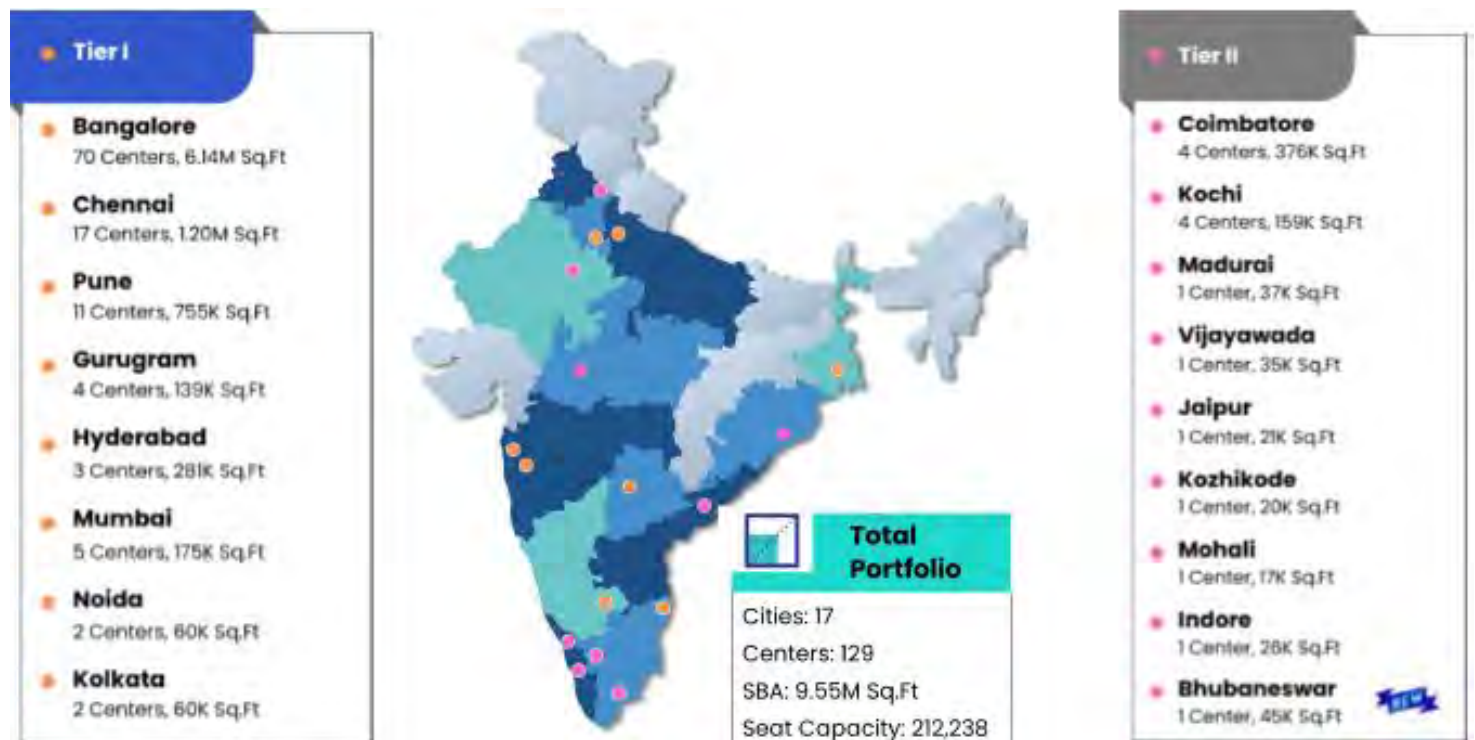 Tier I
Bangalore
70 Centers, 6.14M Sq.Ft
Chennai
17 Centers, 1.20M Sq.Ft
Pune
11 Centers, 755K Sq.Ft
Gurugram
4 Centers, 139K Sq.Ft
Hyderabad
3 Centers, 281K Sq.Ft
Mumbai
5 Centers, 175K Sq.Ft
Noida
2 Centers, 60K Sq.Ft
Kolkata
2 Centers, 60K Sq.Ft
Total
Portfolio
Cities: 17
Centers: 129
SBA: 9.55M Sq.Ft
Seat Capacity: 212,238
Tier II
Coimbatore
4 Centers, 376K Sq.Ft
Kochi
4 Centers, 159K Sq.Ft
Madurai
1 Center, 37K Sq.Ft
Vijayawada
1 Center, 35K Sq.Ft
Jaipur
1 Center, 21K Sq.Ft
Kozhikode
1 Center, 20K Sq.Ft
Mohali
1 Center, 17K Sq.Ft
Indore
1 Center, 26K Sq.Ft
Bhubaneswar
1 Center, 45K Sq.Ft
NEW